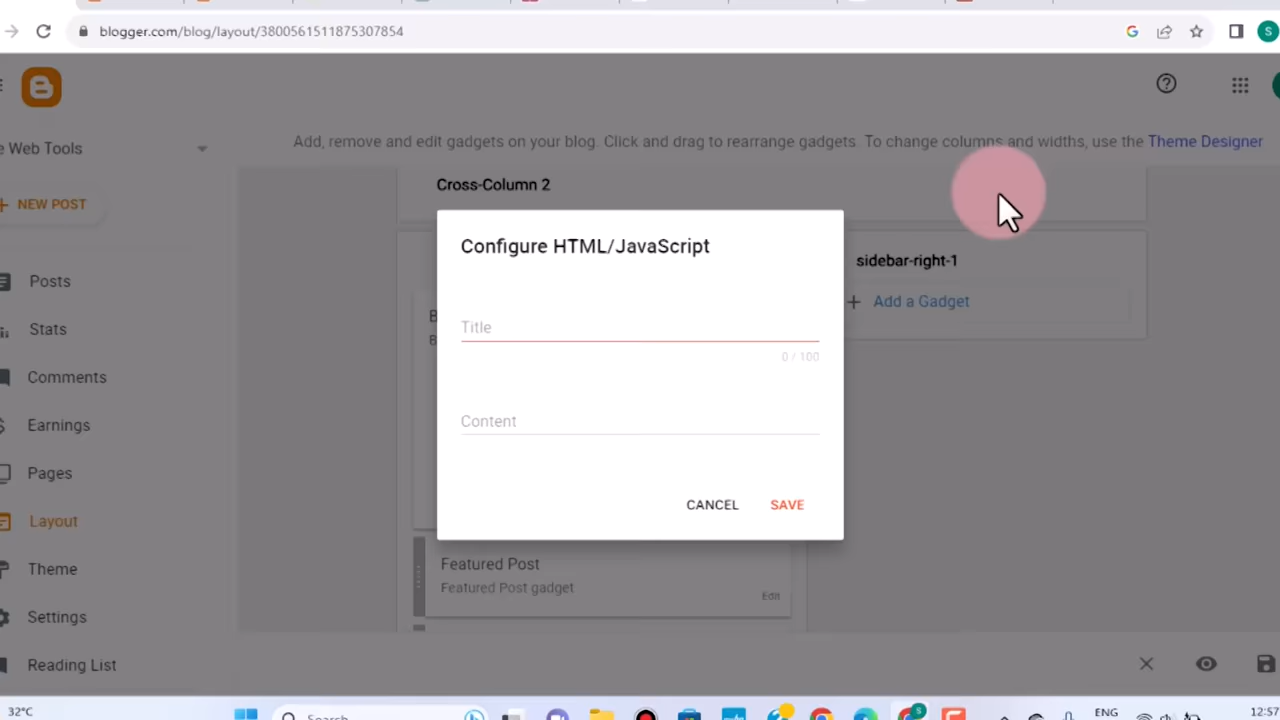 blogger.com/blog/layout/3800561511875307854
S
Add, remove and edit gadgets on your blog. Click and drag to rearrange gadgets. To change columns and widths, use the Theme Designer
e Web Tools
NEW POST
Posts
Stats
Comments
Earnings
Pages
Layout
Theme
Settings
Reading List
Cross-Column 2
Configure HTML/JavaScript
Title
0 / 100
Content
CANCEL
SAVE
sidebar-right-1
+ Add a Gadget
B
B
Featured Post
Featured Post gadget
Edit
32°C
Search
S
ENG
12:57